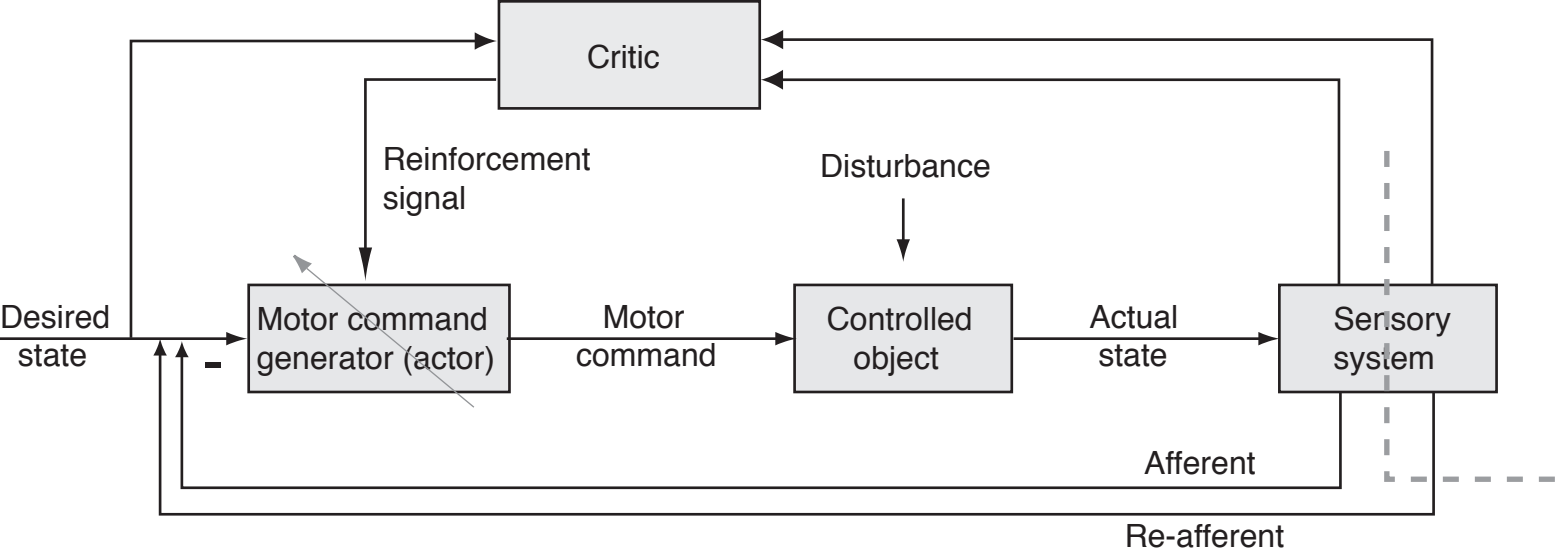 Critic
Reinforcement
signal
Disturbance
Desired
state
-
Motor command
generator (actor)
Motor
command
Controlled
object
Actual
state
Sensory
system
Afferent
Re-afferent